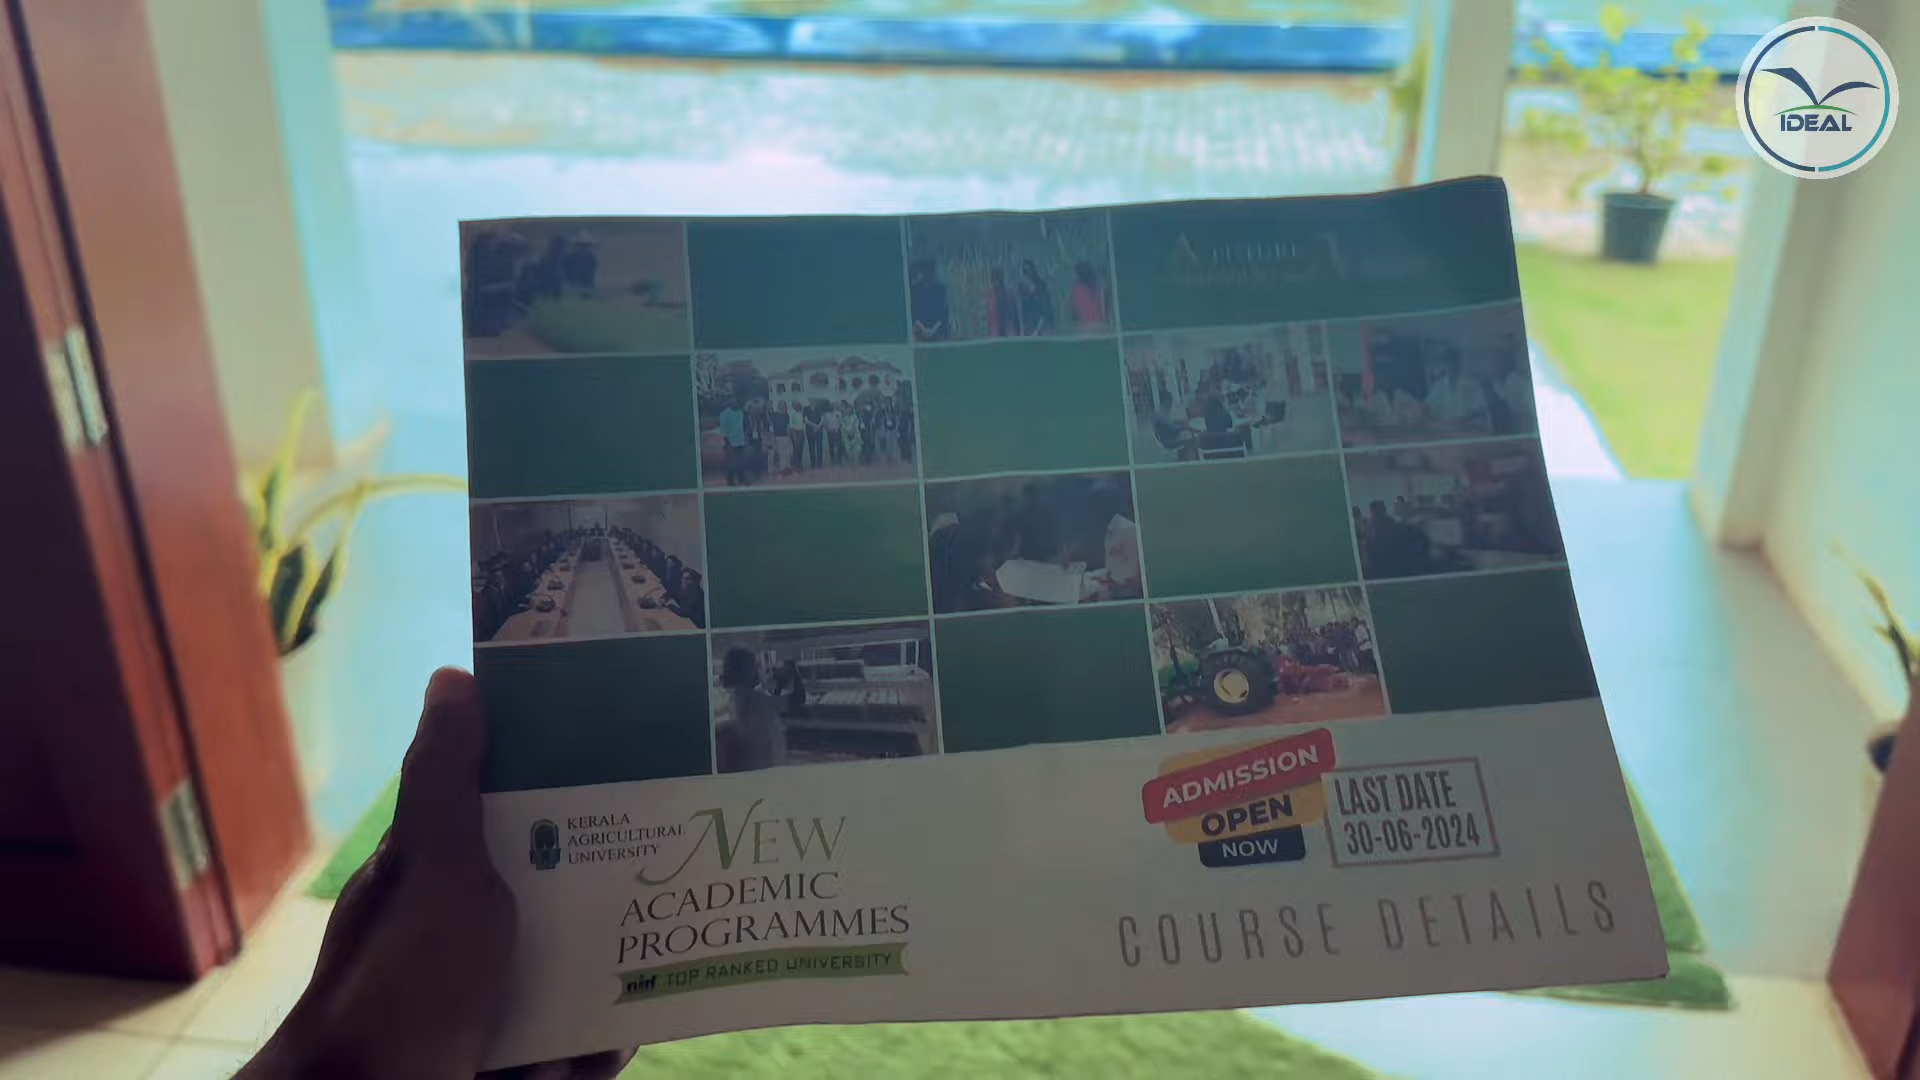 IDEAL
FUTURE
KERALA
AGRICULTURAL
UNIVERSITY
NEW
ACADEMIC
PROGRAMMES
nirf TOP RANKED UNIVERSITY
ADMISSION
OPEN
NOW
LAST DATE
30-06-2024
COURSE DETAILS